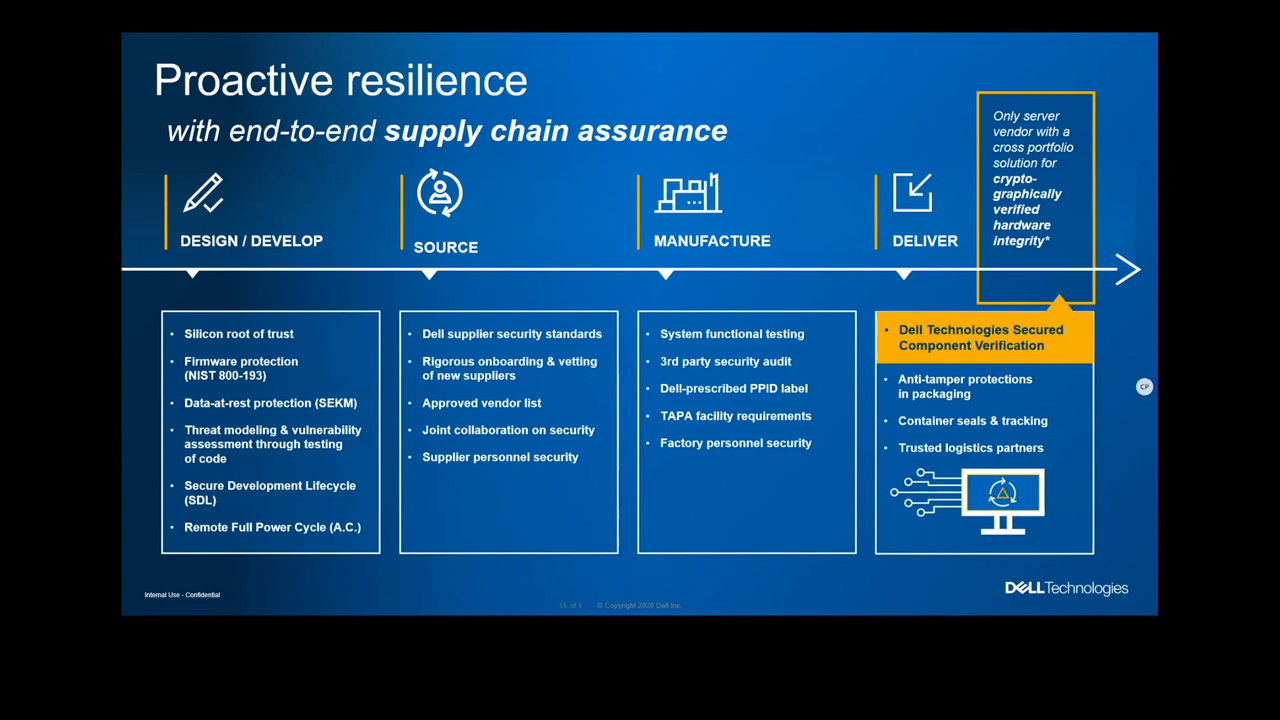 Proactive resilience
with end-to-end supply chain assurance
Only server
vendor with a
cross portfolio
solution for
crypto-
graphically
verified
hardware
integrity*
DESIGN / DEVELOP
SOURCE
MANUFACTURE
DELIVER
• Silicon root of trust
• Firmware protection
(NIST 800-193)
• Data-at-rest protection (SEKM)
• Threat modeling & vulnerability
assessment through testing
of code
• Secure Development Lifecycle
(SDL)
• Remote Full Power Cycle (A.C.)
• Dell supplier security standards
• Rigorous onboarding & vetting
of new suppliers
• Approved vendor list
• Joint collaboration on security
• Supplier personnel security
• System functional testing
• 3rd party security audit
• Dell-prescribed PPID label
• TAPA facility requirements
• Factory personnel security
• Dell Technologies Secured
Component Verification
• Anti-tamper protections
in packaging
• Container seals & tracking
• Trusted logistics partners
CP
Internal Use - Confidential
of Y © Copyright 2020 Dell Inc.
DELLTechnologies